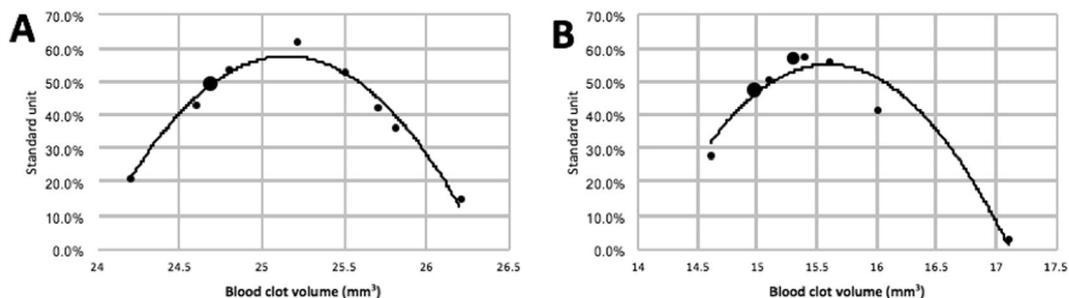 A
Standard unit
70.0%
60.0%
50.0%
40.0%
30.0%
20.0%
10.0%
0.0%
24 24.5 25 25.5 26 26.5
Blood clot volume (mm³)
B
Standard unit
70.0%
60.0%
50.0%
40.0%
30.0%
20.0%
10.0%
0.0%
14 14.5 15 15.5 16 16.5 17 17.5
Blood clot volume (mm³)